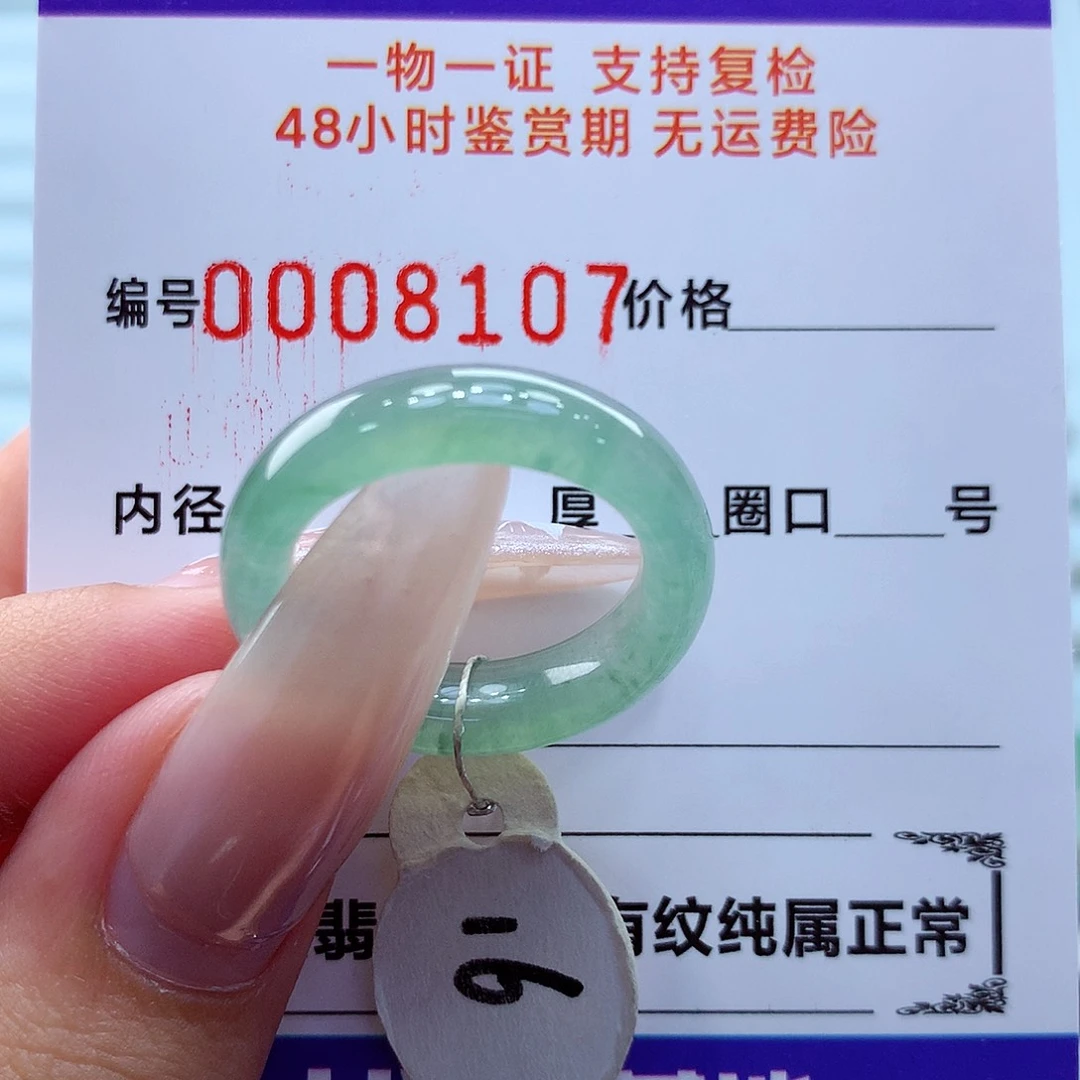 一物一证 支持复检
48小时鉴赏期 无运费险
编号0008107价格
内径 厚 圈口 号
翡 有纹纯属正常
16